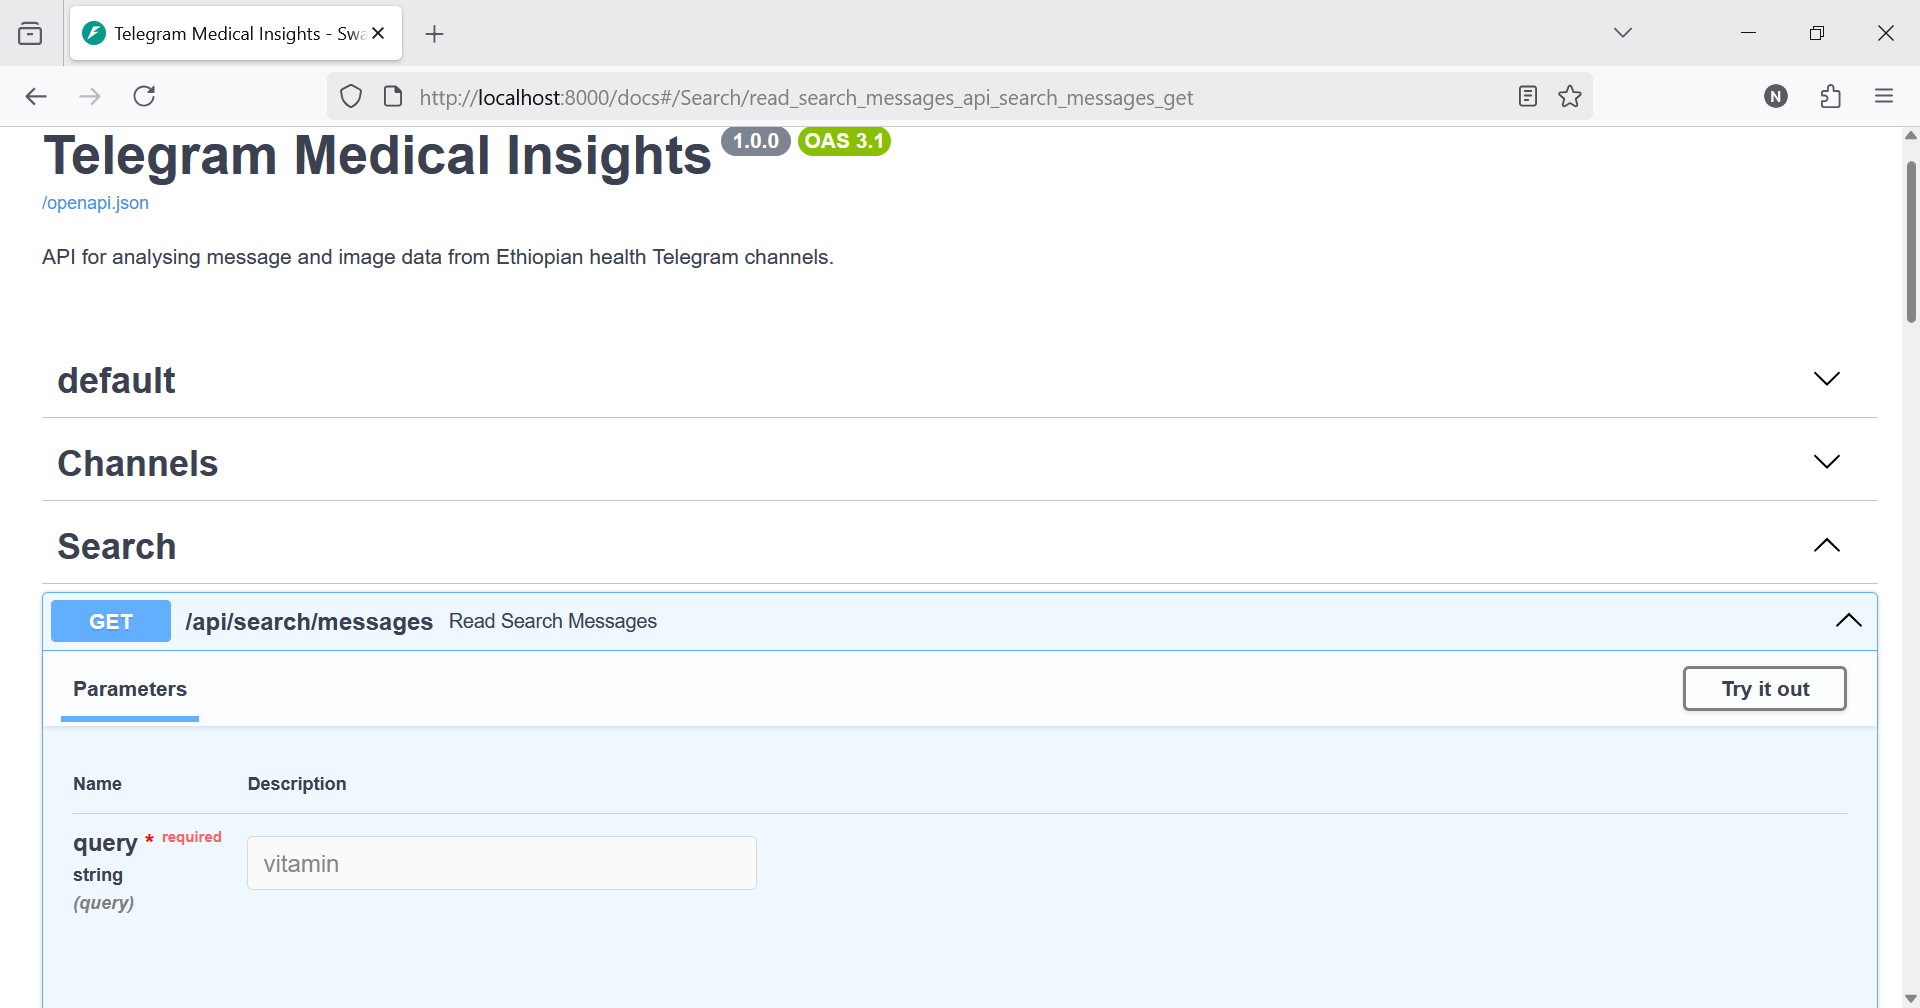 Telegram Medical Insights - Swa
http://localhost:8000/docs#/Search/read_search_messages_api_search_messages_get
N
Telegram Medical Insights 1.0.0 OAS 3.1
/openapi.json
API for analysing message and image data from Ethiopian health Telegram channels.
default
Channels
Search
GET /api/search/messages Read Search Messages
Parameters Try it out
Name Description
query * required
string
(query)
vitamin